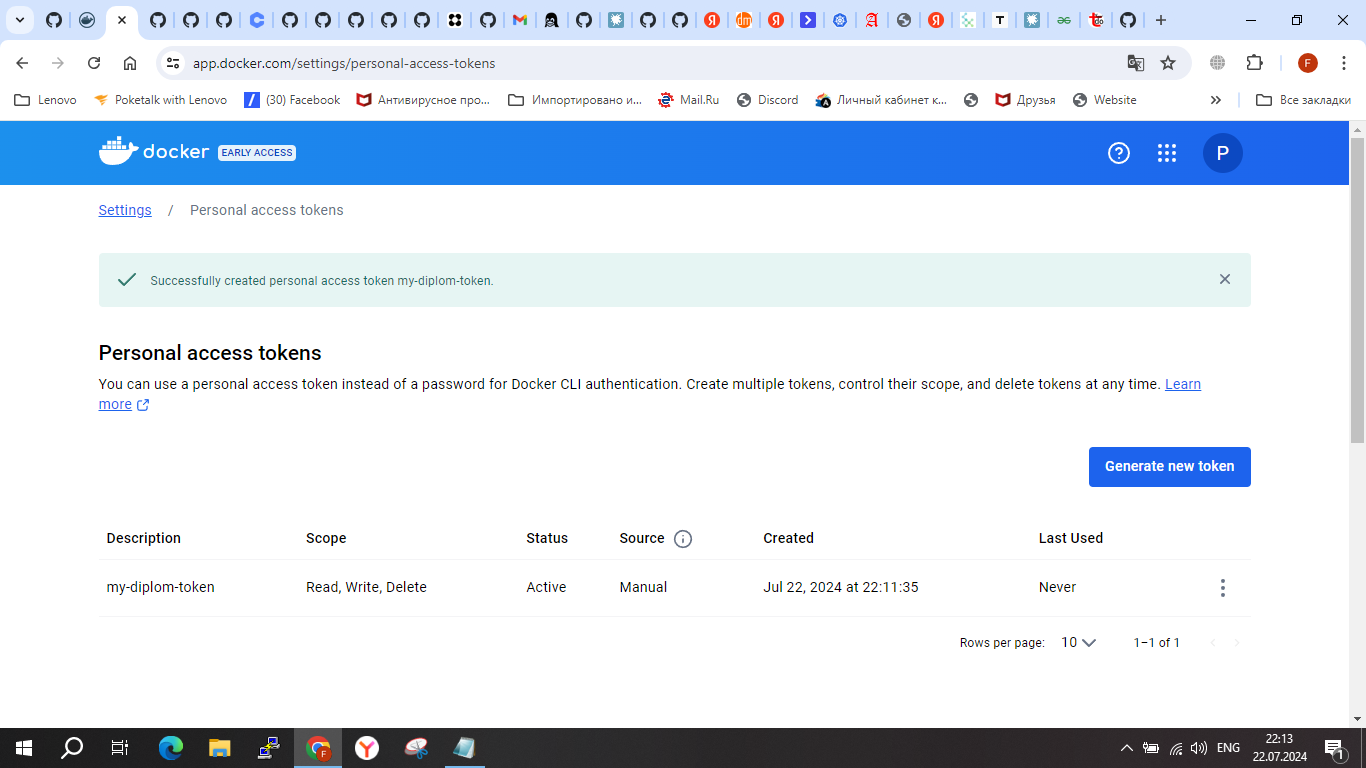 app.docker.com/settings/personal-access-tokens
F
Lenovo
Poketalk with Lenovo
(30) Facebook
Антивирусное про...
Импортировано и...
Mail.Ru
Discord
Личный кабинет к...
Друзья
Website
Все закладки
docker EARLY ACCESS
P
Settings / Personal access tokens
Successfully created personal access token my-diplom-token.
Personal access tokens
You can use a personal access token instead of a password for Docker CLI authentication. Create multiple tokens, control their scope, and delete tokens at any time. Learn
more
Generate new token
Description Scope Status Source Created Last Used
my-diplom-token Read, Write, Delete Active Manual Jul 22, 2024 at 22:11:35 Never
Rows per page: 10 1–1 of 1
ENG
22:13
22.07.2024
1